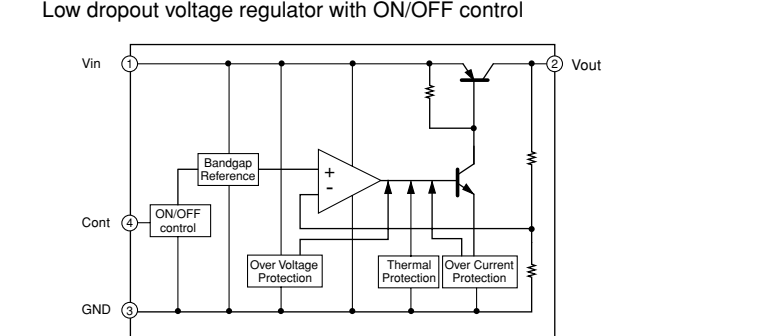 Low dropout voltage regulator with ON/OFF control
Vin
1
2
Vout
Bandgap
Reference
+
-
Cont
4
ON/OFF
control
Over Voltage
Protection
Thermal
Protection
Over Current
Protection
GND
3